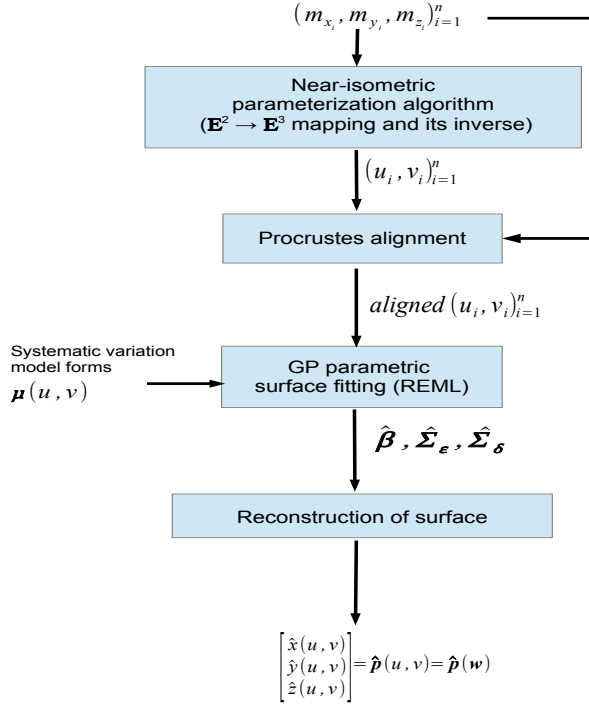 (m_{x_i}, m_{y_i}, m_{z_i})_{i=1}^n
Near-isometric
parameterization algorithm
(E² → E³ mapping and its inverse)
(u_i, v_i)_{i=1}^n
Procrustes alignment
aligned (u_i, v_i)_{i=1}^n
Systematic variation
model forms
μ(u, v)
GP parametric
surface fitting (REML)
β̂, Σ̂_ε, Σ̂_δ
Reconstruction of surface
[x̂(u, v)
ŷ(u, v)
ẑ(u, v)] = p̂(u, v) = p̂(w)